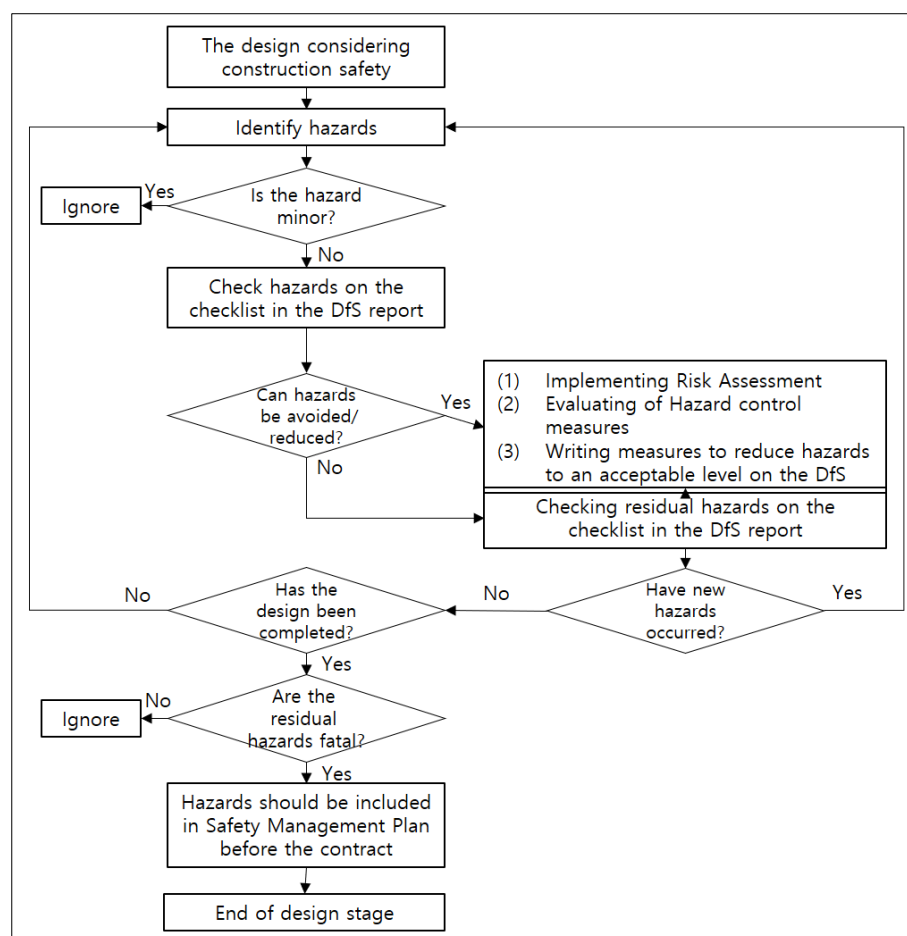 The design considering
construction safety
Identify hazards
Yes
Ignore
Is the hazard
minor?
No
Check hazards on the
checklist in the DfS report
Can hazards
be avoided/
reduced?
Yes
No
(1) Implementing Risk Assessment
(2) Evaluating of Hazard control
measures
(3) Writing measures to reduce hazards
to an acceptable level on the DfS
Checking residual hazards on the
checklist in the DfS report
Have new
hazards
occurred?
Yes
No
Has the
design been
completed?
No
Yes
Are the
residual
hazards fatal?
No
Ignore
Yes
Hazards should be included
in Safety Management Plan
before the contract
End of design stage